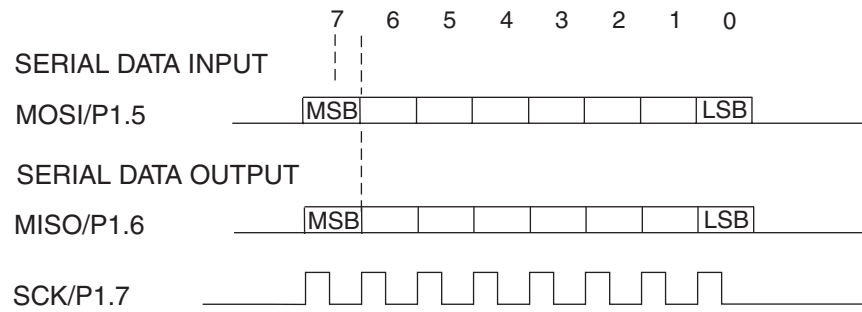 7 6 5 4 3 2 1 0
SERIAL DATA INPUT
MOSI/P1.5 MSB LSB
SERIAL DATA OUTPUT
MISO/P1.6 MSB LSB
SCK/P1.7